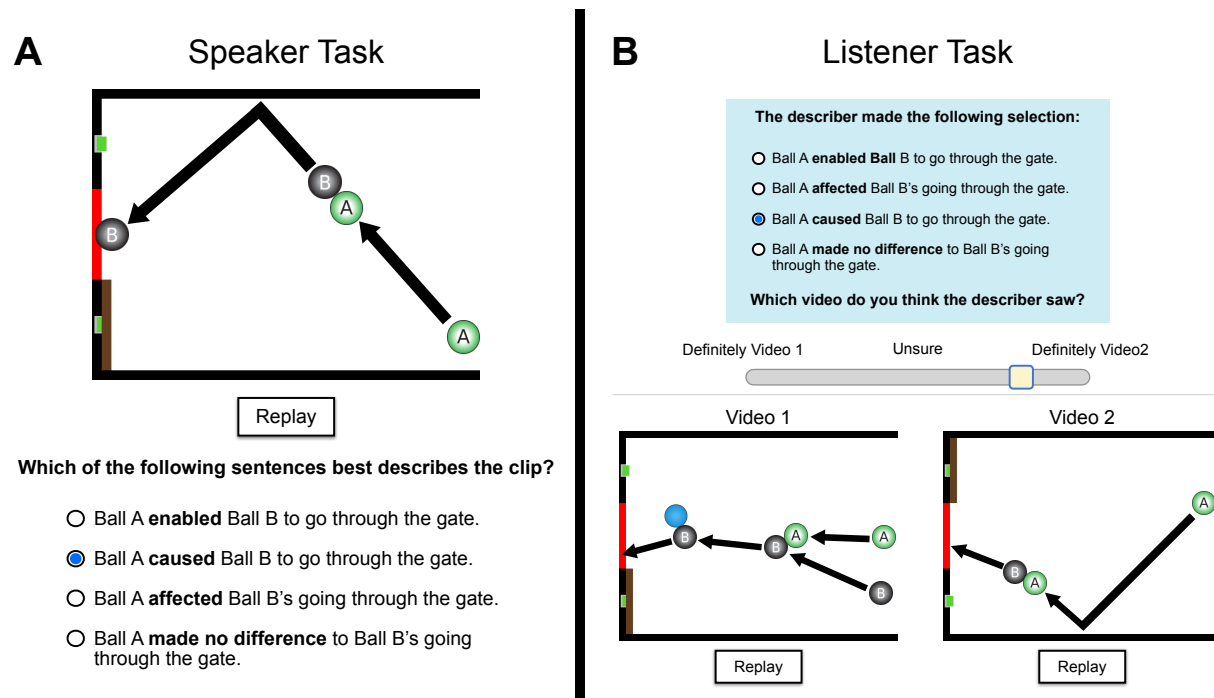 A
Speaker Task
B
A
B
A
Replay
Which of the following sentences best describes the clip?
Ball A enabled Ball B to go through the gate.
Ball A caused Ball B to go through the gate.
Ball A affected Ball B's going through the gate.
Ball A made no difference to Ball B's going
through the gate.
B
Listener Task
The describer made the following selection:
Ball A enabled Ball B to go through the gate.
Ball A affected Ball B's going through the gate.
Ball A caused Ball B to go through the gate.
Ball A made no difference to Ball B's going
through the gate.
Which video do you think the describer saw?
Definitely Video 1
Unsure
Definitely Video2
Video 1
B
B
A
A
B
Replay
Video 2
A
B
A
Replay